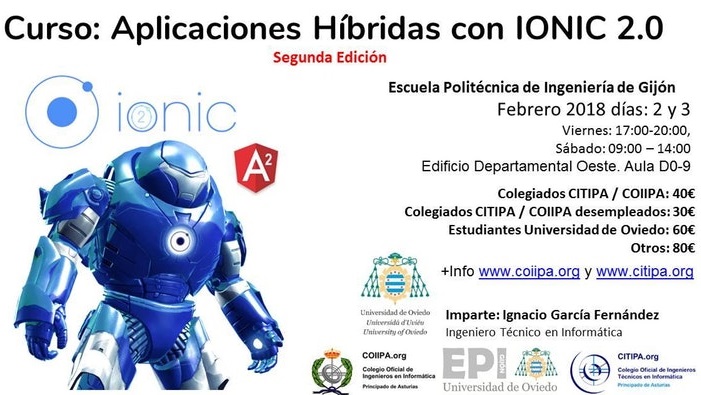 Curso: Aplicaciones Híbridas con IONIC 2.0
Segunda Edición
ionic
2
A2
Escuela Politécnica de Ingeniería de Gijón
Febrero 2018 días: 2 y 3
Viernes: 17:00-20:00,
Sábado: 09:00 – 14:00
Edificio Departamental Oeste. Aula D0-9
Colegiados CITIPA / COIIPA: 40€
Colegiados CITIPA / COIIPA desempleados: 30€
Estudiantes Universidad de Oviedo: 60€
Otros: 80€
+Info www.coiipa.org y www.citipa.org
Universidad de Oviedo
Universidá d'Uviéu
University of Oviedo
Imparte: Ignacio García Fernández
Ingeniero Técnico en Informática
COIIPA.org
Colegio Oficial de
Ingenieros en Informática
Principado de Asturias
EPI GIJÓN
Universidad de Oviedo
CITIPA.org
Colegio Oficial de Ingenieros
Técnicos en Informática
Principado de Asturias